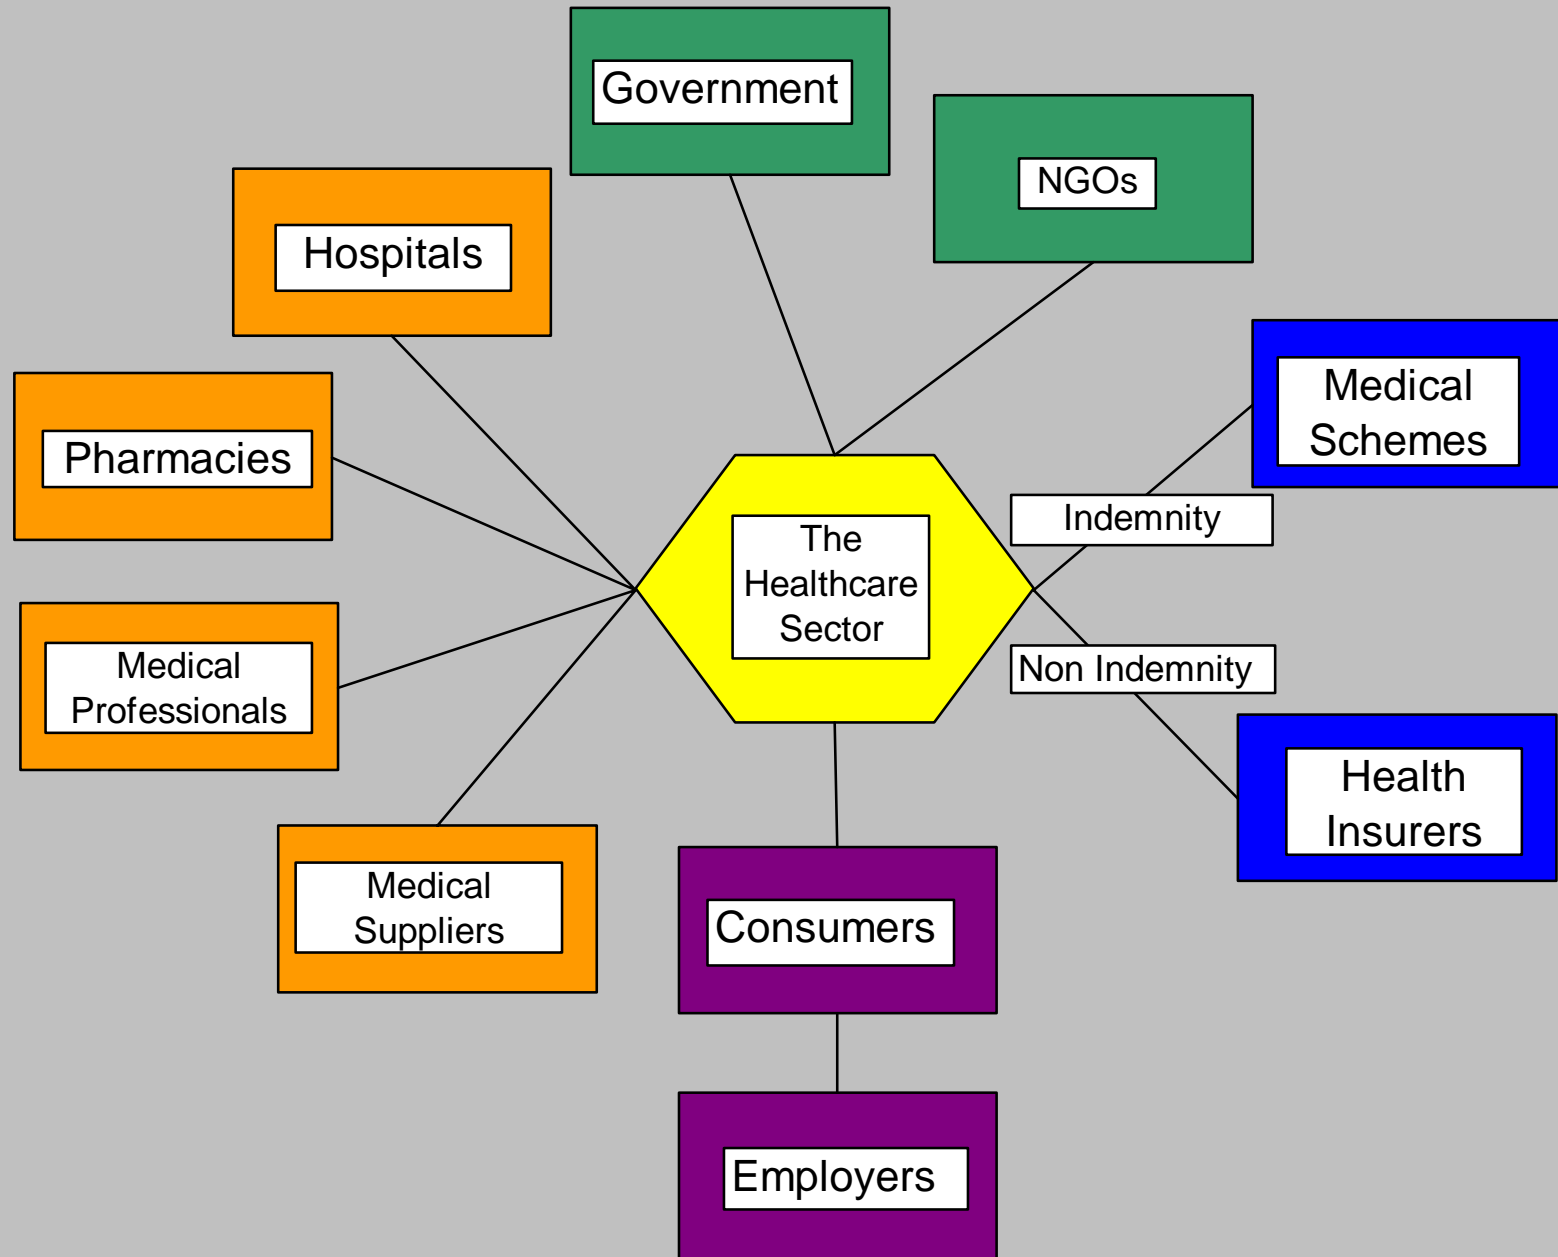 Government
NGOs
Hospitals
Medical
Schemes
Pharmacies
Indemnity
The
Healthcare
Sector
Non Indemnity
Medical
Professionals
Health
Insurers
Medical
Suppliers
Consumers
Employers